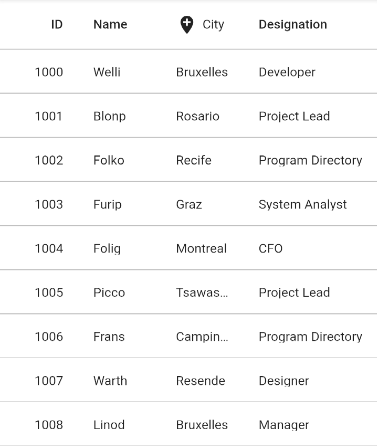 ID Name City Designation
1000 Welli Bruxelles Developer
1001 Blonp Rosario Project Lead
1002 Folko Recife Program Directory
1003 Furip Graz System Analyst
1004 Folig Montreal CFO
1005 Picco Tsawas... Project Lead
1006 Frans Campin... Program Directory
1007 Warth Resende Designer
1008 Linod Bruxelles Manager